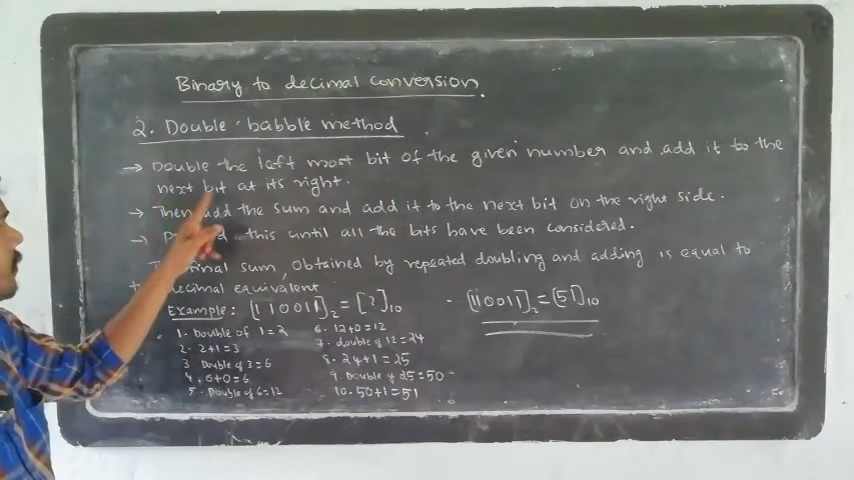 Binary to decimal conversion.
2. Double babble method.
→ Double the left most bit of the given number and add it to the
next bit at its right.
→ Then add the sum and add it to the next bit on the right side.
→ this until all the bits have been considered.
final sum, obtained by repeated doubling and adding is equal to
decimal equivalent
Example: [110011]2 = [?]10
1. Double of 1=2
2. 2+1=3
3 Double of 3=6
4. 6+0=6
5. Double of 6=12
6. 12+0=12
7. double of 12=24
8. 24+1=25
9. Double of 25=50
10. 50+1=51
[110011]2 = [51]10